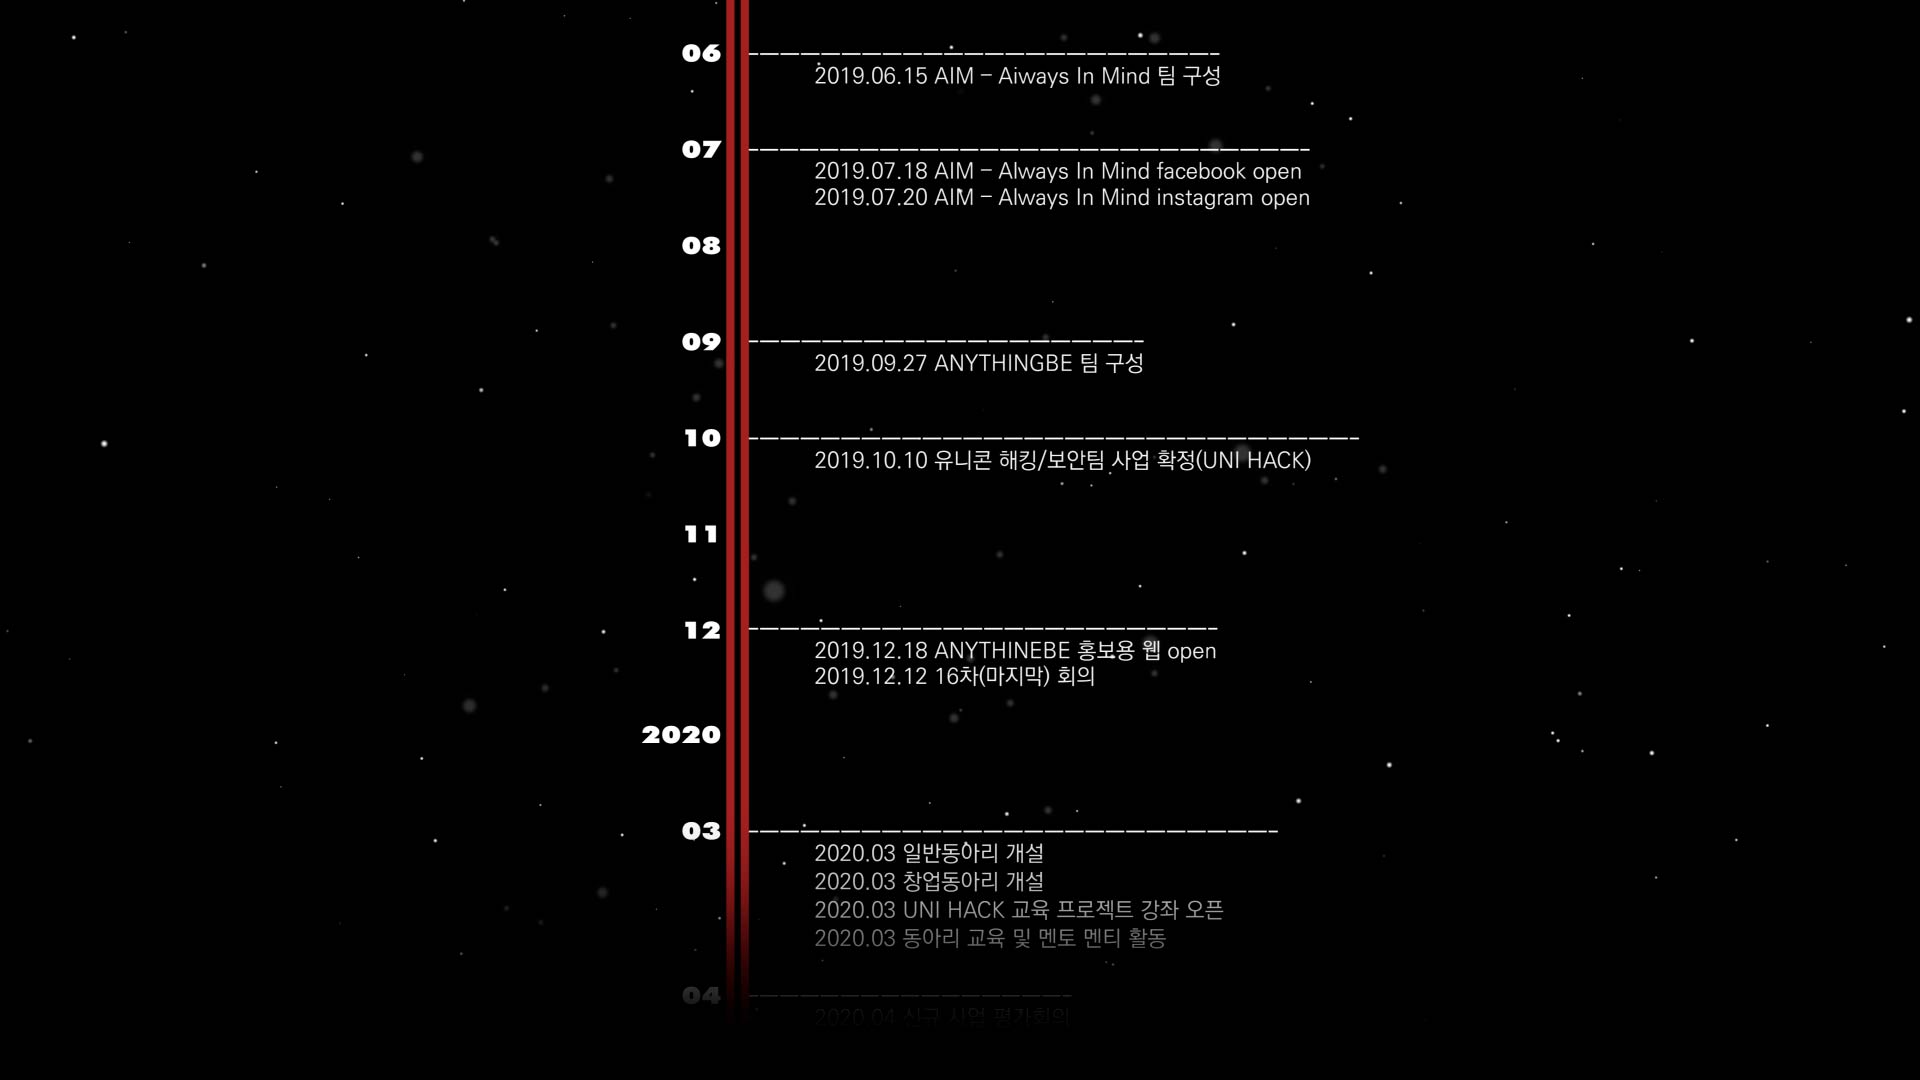 06
2019.06.15 AIM - Aiways In Mind 팀 구성
07
2019.07.18 AIM - Always In Mind facebook open
2019.07.20 AIM - Always In Mind instagram open
08
09
2019.09.27 ANYTHINGBE 팀 구성
10
2019.10.10 유니콘 해킹/보안팀 사업 확정(UNI HACK)
11
12
2019.12.18 ANYTHINEBE 홍보용 웹 open
2019.12.12 16차(마지막) 회의
2020
03
2020.03 일반동아리 개설
2020.03 창업동아리 개설
2020.03 UNI HACK 교육 프로젝트 강좌 오픈
2020.03 동아리 교육 및 멘토 멘티 활동
04
2020.04 신규 사업 평가회의